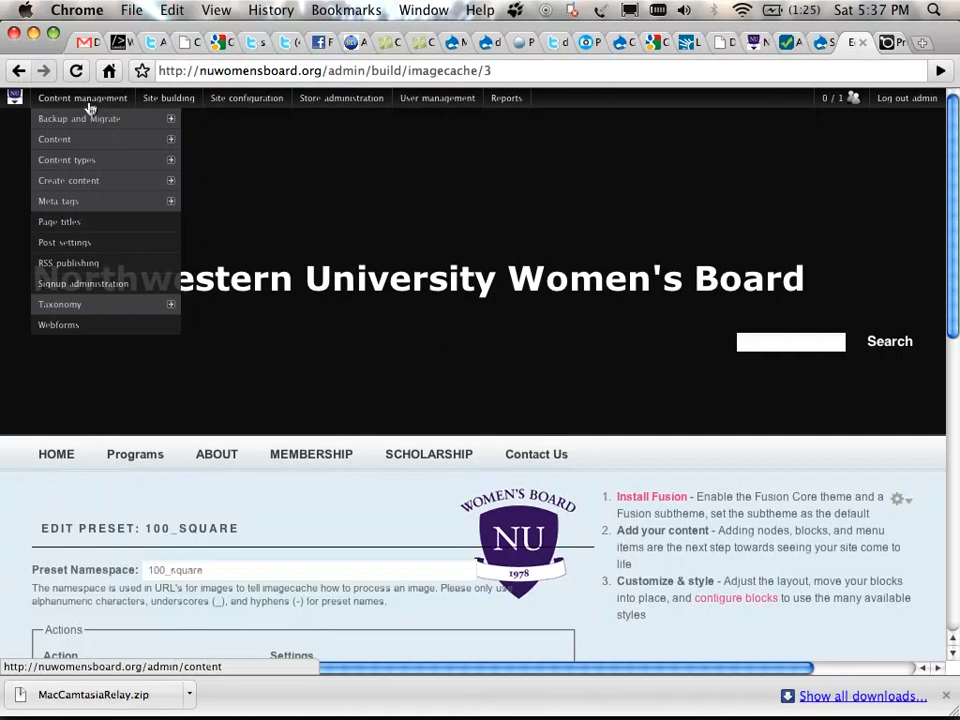 Chrome File Edit View History Bookmarks Window Help (1:25) Sat 5:37 PM
http://nuwomensboard.org/admin/build/imagecache/3
Content management Site building Site configuration Store administration User management Reports 0 / 1 Log out admin
Backup and Migrate
Content
Content types
Create content
Meta tags
Page titles
Post settings
RSS publishing
Signup administration
Taxonomy
Webforms
Northwestern University Women's Board
Search
HOME Programs ABOUT MEMBERSHIP SCHOLARSHIP Contact Us
WOMEN'S BOARD
NU
1978
EDIT PRESET: 100_SQUARE
Preset Namespace: 100_square
The namespace is used in URL's for images to tell imagecache how to process an image. Please only use
alphanumeric characters, underscores (_), and hyphens (-) for preset names.
Actions
Action Settings
1. Install Fusion - Enable the Fusion Core theme and a
Fusion subtheme, set the subtheme as the default
2. Add your content - Adding nodes, blocks, and menu
items are the next step towards seeing your site come to
life
3. Customize & style - Adjust the layout, move your blocks
into place, and configure blocks to use the many available
styles
http://nuwomensboard.org/admin/content
MacCamtasiaRelay.zip
Show all downloads...